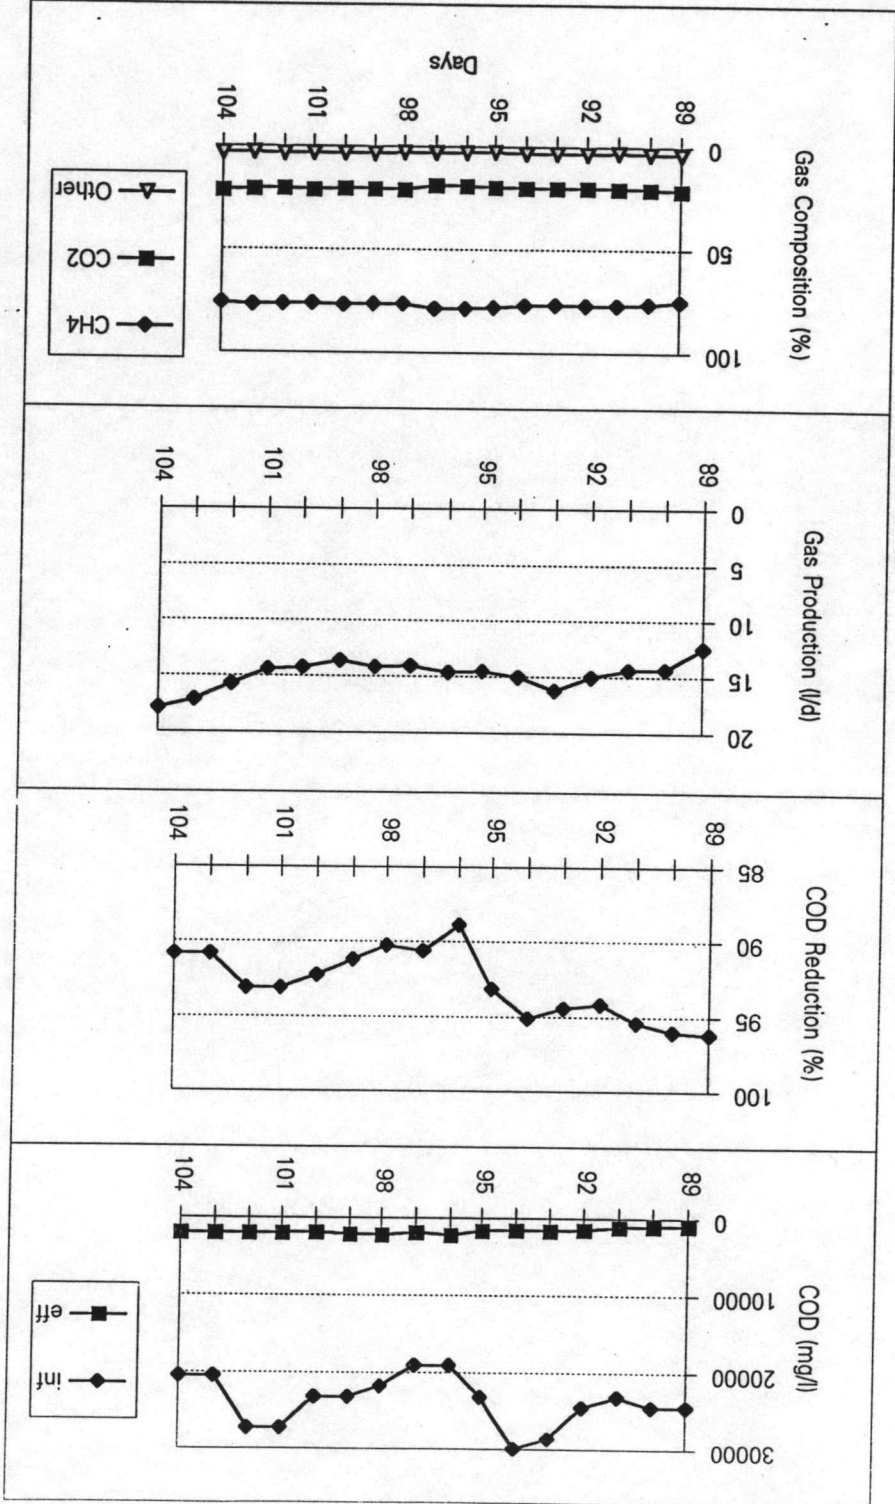 COD (mg/l)
30000
20000
10000
0
89 92 95 98 101 104
inf
eff
COD Reduction (%)
100
95
90
85
89 92 95 98 101 104
Gas Production (l/d)
20
15
10
5
0
89 92 95 98 101 104
Gas Composition (%)
100
50
0
89 92 95 98 101 104
Days
CH4
CO2
Other